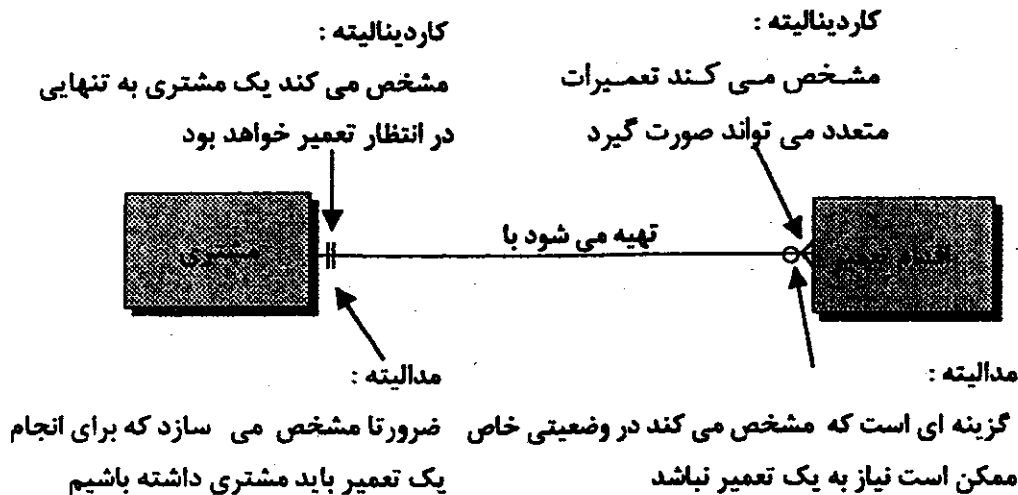 کاردینالیته :
مشخص می کند تعمیرات
متعدد می تواند صورت گیرد
کاردینالیته :
مشخص می کند یک مشتری به تنهایی
در انتظار تعمیر خواهد بود
اقدام تعمیر
تهیه می شود با
مشتری
مدالیته :
گزینه ای است که مشخص می کند در وضعیتی خاص
ممکن است نیاز به یک تعمیر نباشد
مدالیته :
ضرورتا مشخص می سازد که برای انجام
یک تعمیر باید مشتری داشته باشیم